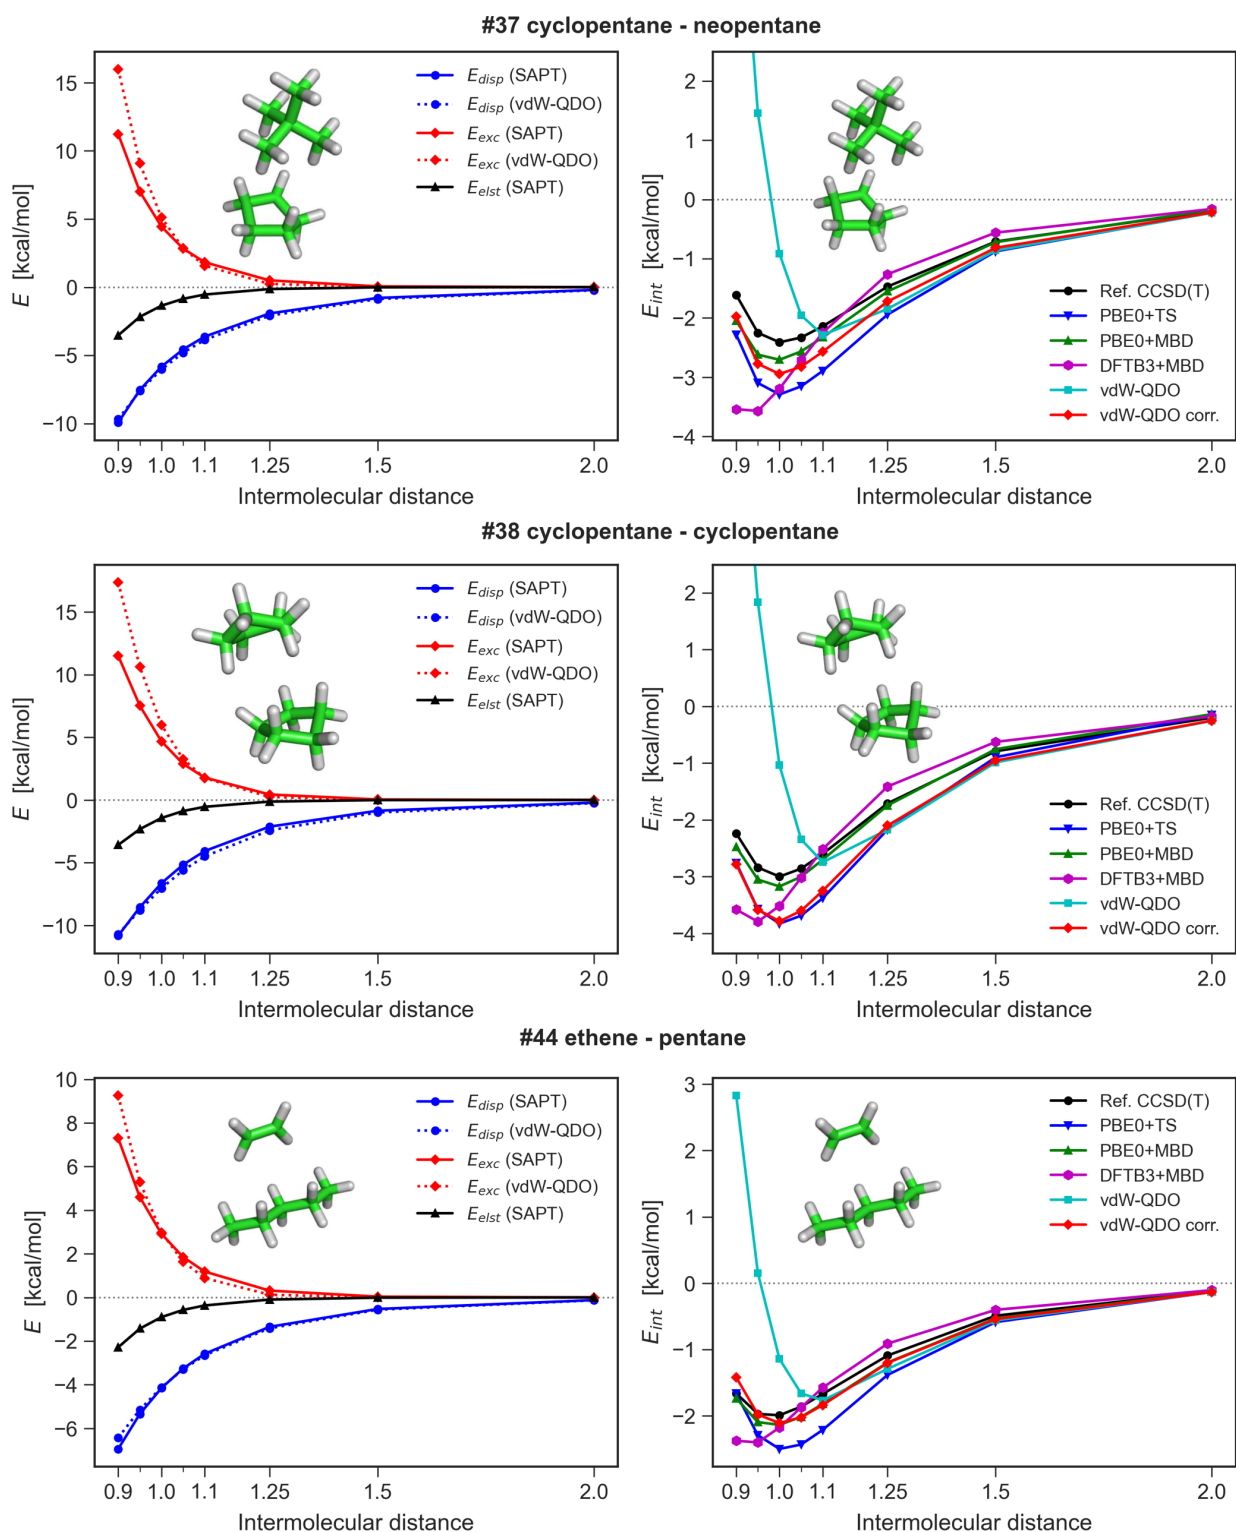 #37 cyclopentane - neopentane
E [kcal/mol]
15
10
5
0
−5
−10
E_disp (SAPT)
E_disp (vdW-QDO)
E_exc (SAPT)
E_exc (vdW-QDO)
E_elst (SAPT)
0.9 1.0 1.1 1.25 1.5 2.0
Intermolecular distance
E_int [kcal/mol]
2
1
0
−1
−2
−3
−4
Ref. CCSD(T)
PBE0+TS
PBE0+MBD
DFTB3+MBD
vdW-QDO
vdW-QDO corr.
0.9 1.0 1.1 1.25 1.5 2.0
Intermolecular distance
#38 cyclopentane - cyclopentane
E [kcal/mol]
15
10
5
0
−5
−10
E_disp (SAPT)
E_disp (vdW-QDO)
E_exc (SAPT)
E_exc (vdW-QDO)
E_elst (SAPT)
0.9 1.0 1.1 1.25 1.5 2.0
Intermolecular distance
E_int [kcal/mol]
2
1
0
−1
−2
−3
−4
Ref. CCSD(T)
PBE0+TS
PBE0+MBD
DFTB3+MBD
vdW-QDO
vdW-QDO corr.
0.9 1.0 1.1 1.25 1.5 2.0
Intermolecular distance
#44 ethene - pentane
E [kcal/mol]
10
8
6
4
2
0
−2
−4
−6
E_disp (SAPT)
E_disp (vdW-QDO)
E_exc (SAPT)
E_exc (vdW-QDO)
E_elst (SAPT)
0.9 1.0 1.1 1.25 1.5 2.0
Intermolecular distance
E_int [kcal/mol]
3
2
1
0
−1
−2
Ref. CCSD(T)
PBE0+TS
PBE0+MBD
DFTB3+MBD
vdW-QDO
vdW-QDO corr.
0.9 1.0 1.1 1.25 1.5 2.0
Intermolecular distance